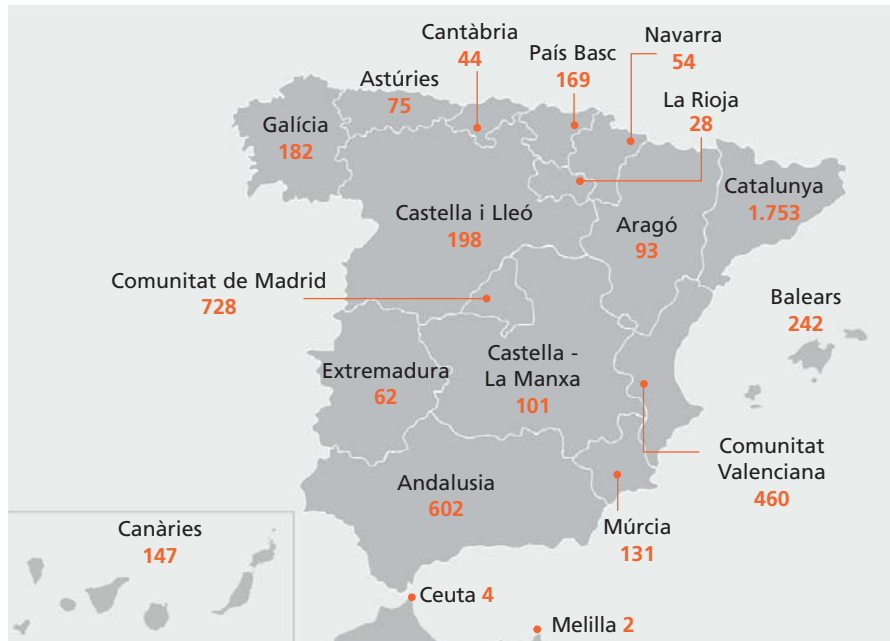 Cantàbria
44
País Basc
169
Navarra
54
Astúries
75
La Rioja
28
Galícia
182
Catalunya
1.753
Castella i Lleó
198
Aragó
93
Comunitat de Madrid
728
Balears
242
Extremadura
62
Castella -
La Manxa
101
Comunitat
Valenciana
460
Andalusia
602
Múrcia
131
Canàries
147
Ceuta 4
Melilla 2